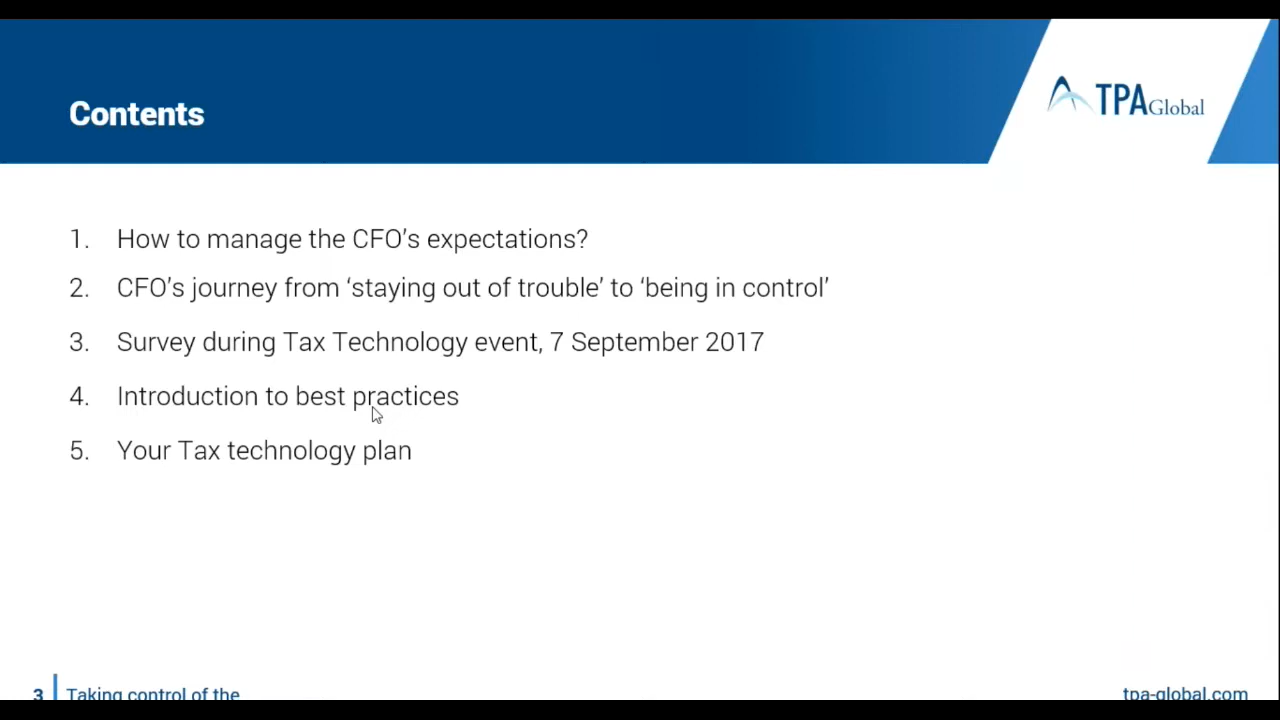 Contents
TPA Global
1. How to manage the CFO’s expectations?
2. CFO’s journey from ‘staying out of trouble’ to ‘being in control’
3. Survey during Tax Technology event, 7 September 2017
4. Introduction to best practices
5. Your Tax technology plan
3 Taking control of the
tpa-global.com